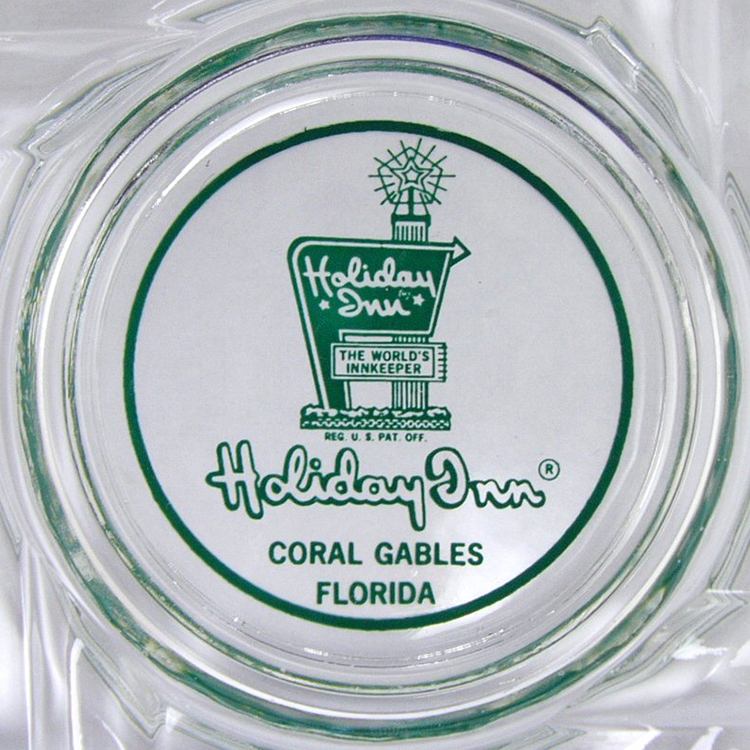 Holiday
Inn
THE WORLD'S
INNKEEPER
REG. U. S. PAT. OFF.
Holiday Inn ®
CORAL GABLES
FLORIDA